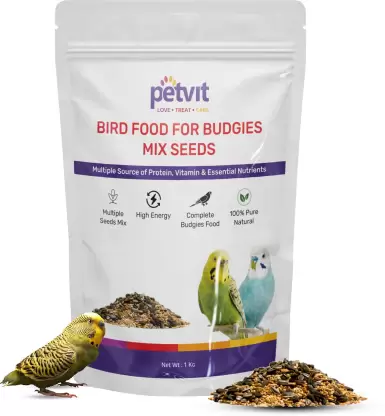 petvit
LOVE • TREAT • CARE
BIRD FOOD FOR BUDGIES
MIX SEEDS
Multiple Source of Protein, Vitamin & Essential Nutrients
Multiple
Seeds Mix
High Energy
Complete
Budgies Food
100% Pure
Natural
Net Wt. 1 Kg